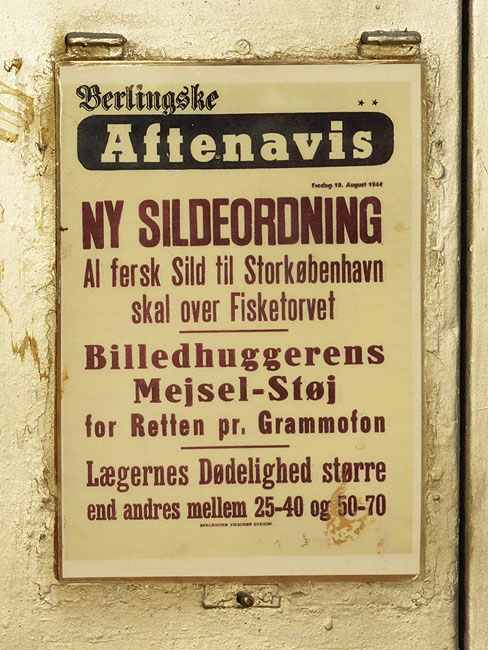 Berlingske
Aftenavis
Fredag 18. August 1944
NY SILDEORDNING
Al fersk Sild til Storkøbenhavn
skal over Fisketorvet
Billedhuggerens
Mejsel-Støj
for Retten pr. Grammofon
Lægernes Dødelighed større
end andres mellem 25-40 og 50-70